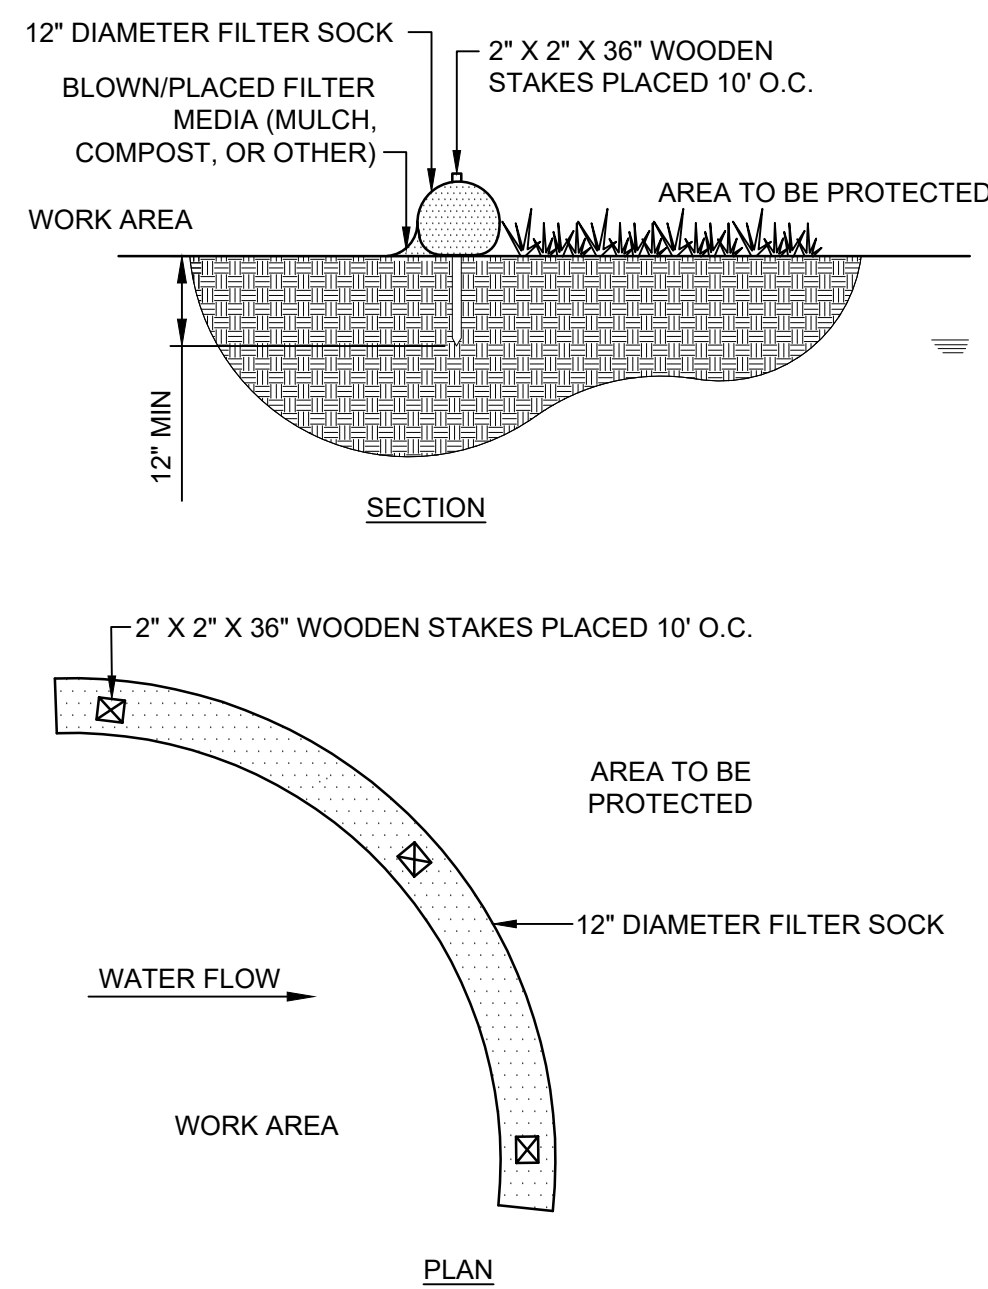 12" DIAMETER FILTER SOCK
2" X 2" X 36" WOODEN
STAKES PLACED 10' O.C.
BLOWN/PLACED FILTER
MEDIA (MULCH,
COMPOST, OR OTHER)
AREA TO BE PROTECTED
WORK AREA
12" MIN
SECTION
2" X 2" X 36" WOODEN STAKES PLACED 10' O.C.
AREA TO BE
PROTECTED
12" DIAMETER FILTER SOCK
WATER FLOW
WORK AREA
PLAN